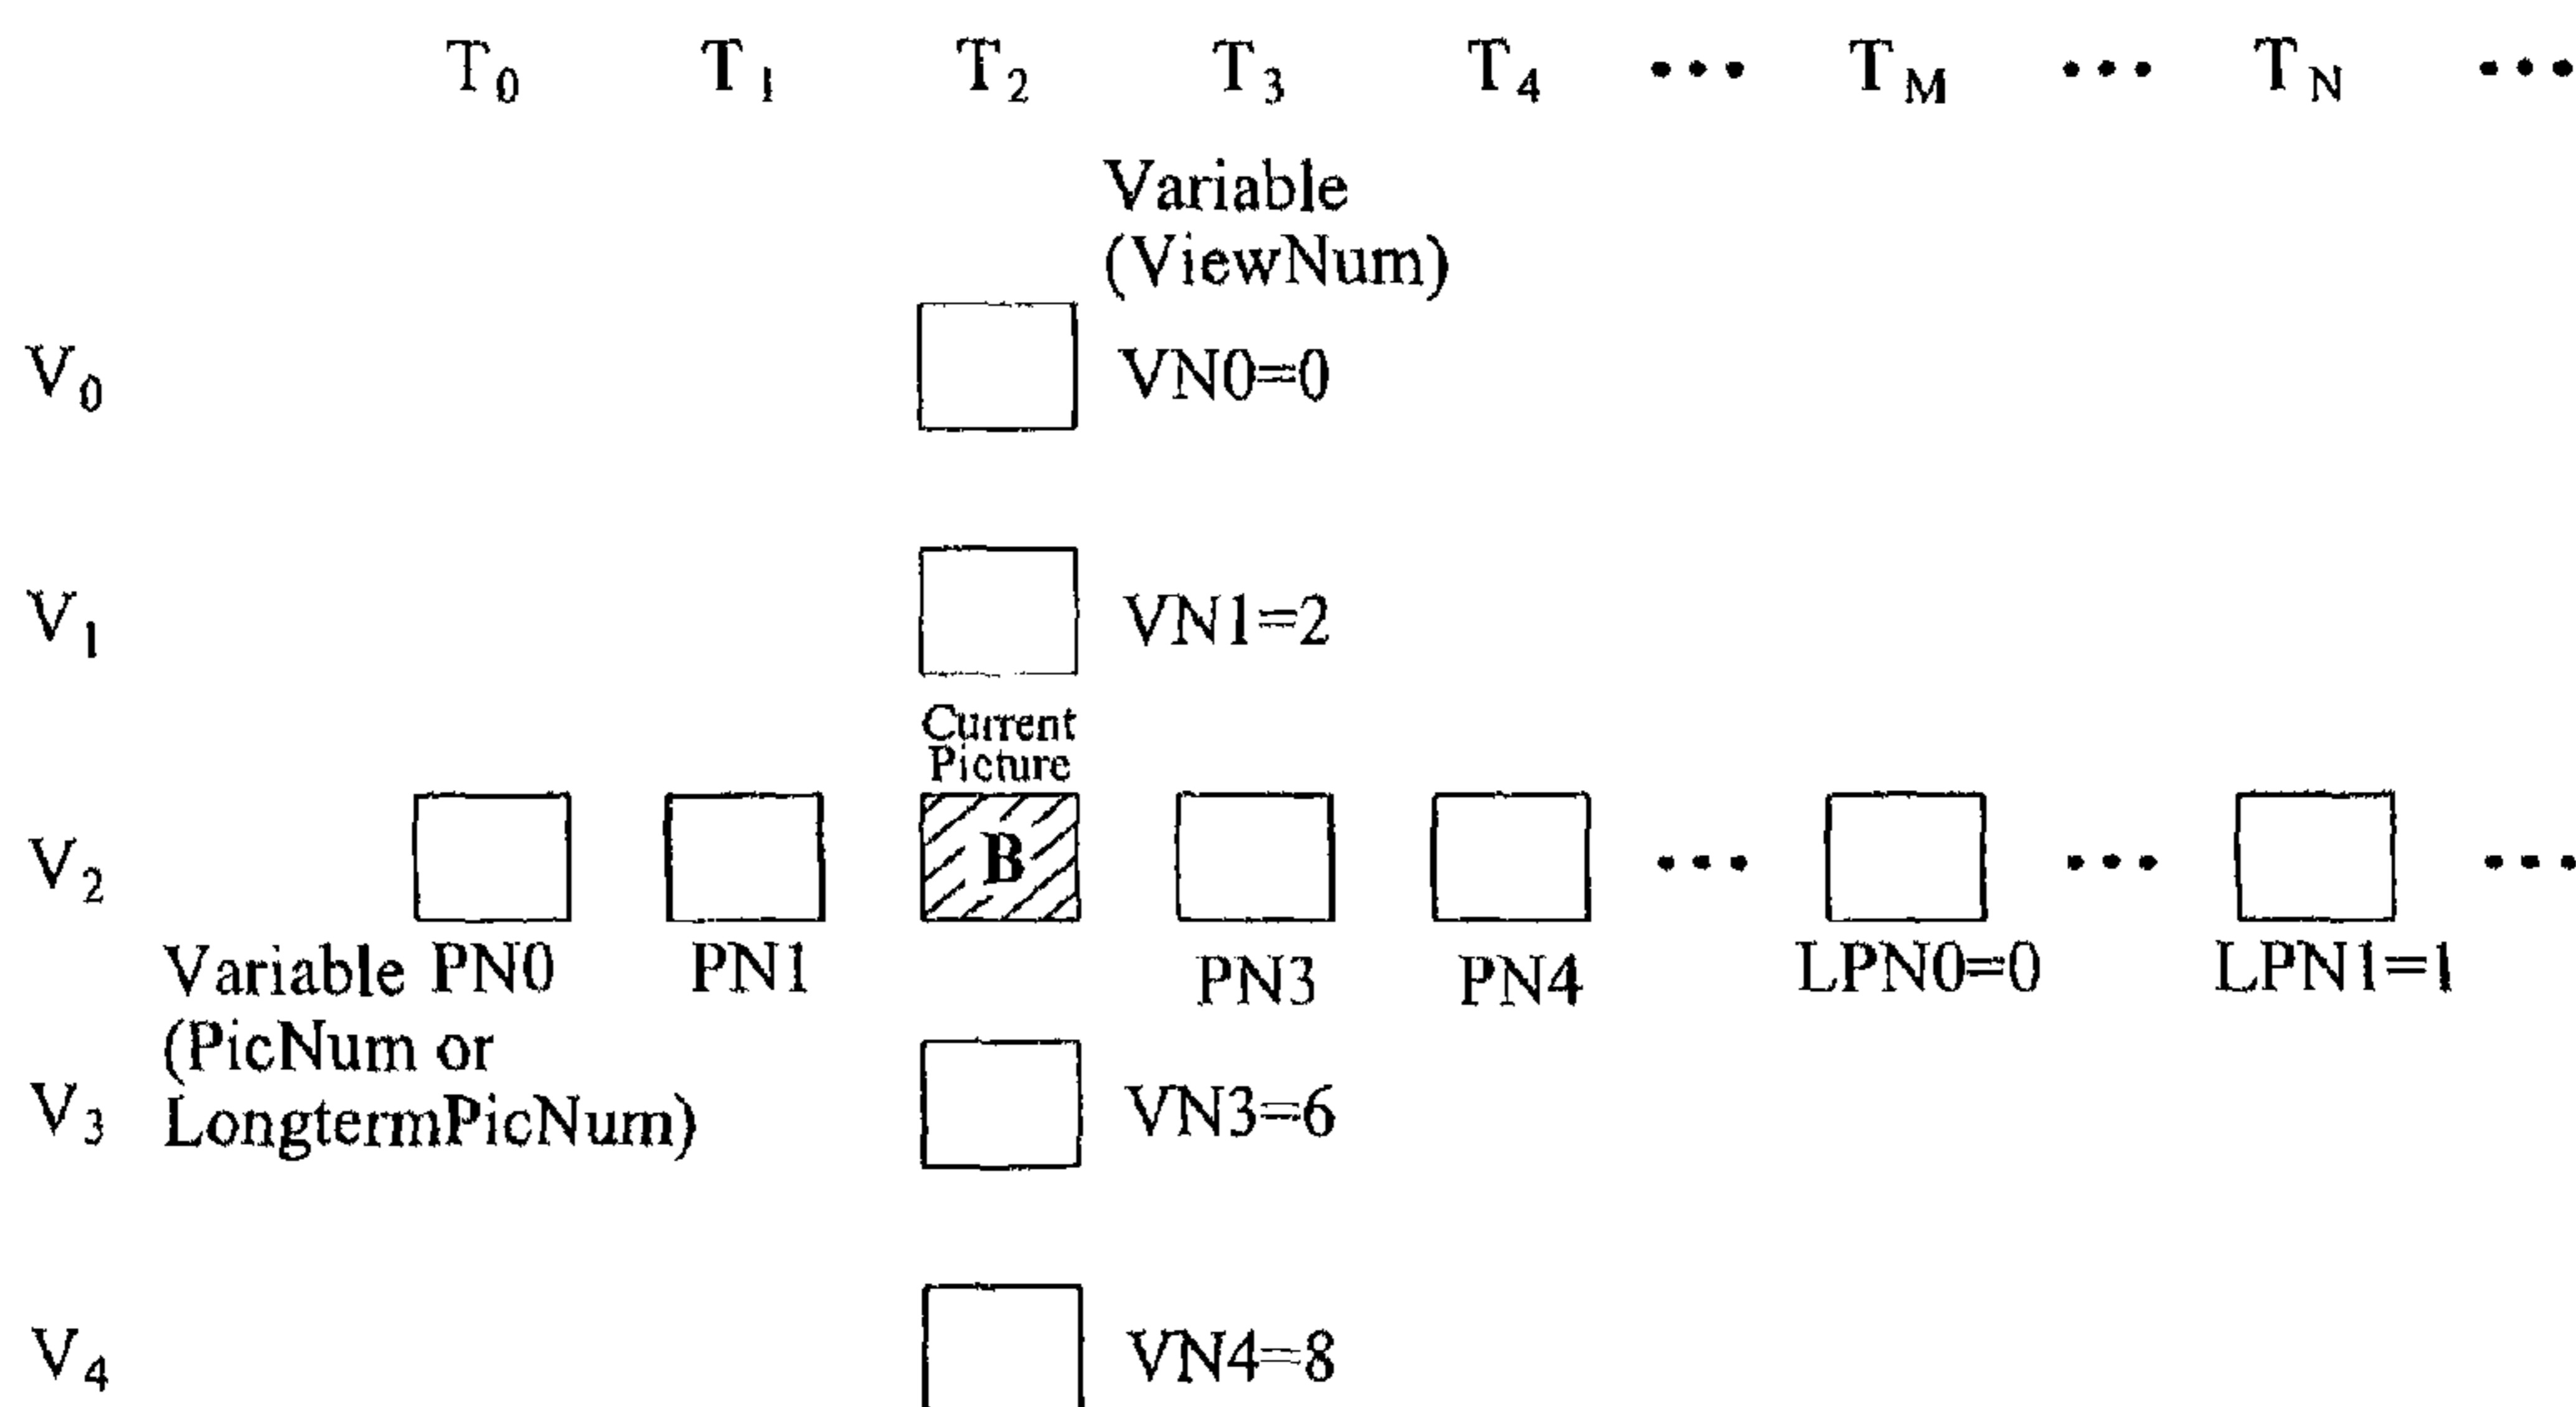 T0 T1 T2 T3 T4 ••• TM ••• TN •••
Variable
(ViewNum)
V0 VN0=0
V1 VN1=2
Current
Picture
V2 B ••• ••• •••
Variable PN0 PN1 PN3 PN4 LPN0=0 LPN1=1
(PicNum or
LongtermPicNum)
V3 VN3=6
V4 VN4=8